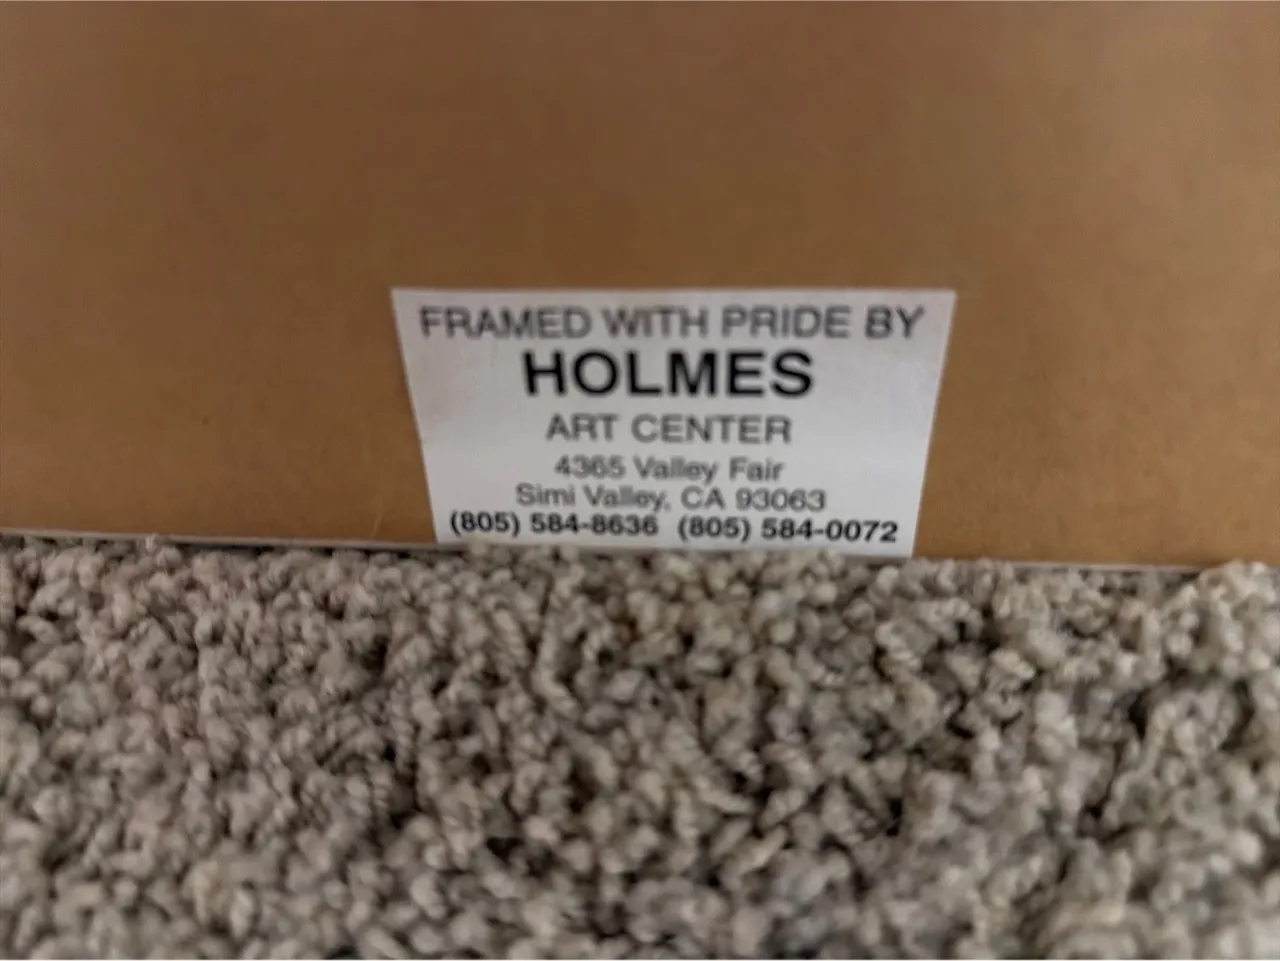 FRAMED WITH PRIDE BY
HOLMES
ART CENTER
4365 Valley Fair
Simi Valley, CA 93063
(805) 584-8636 (805) 584-0072